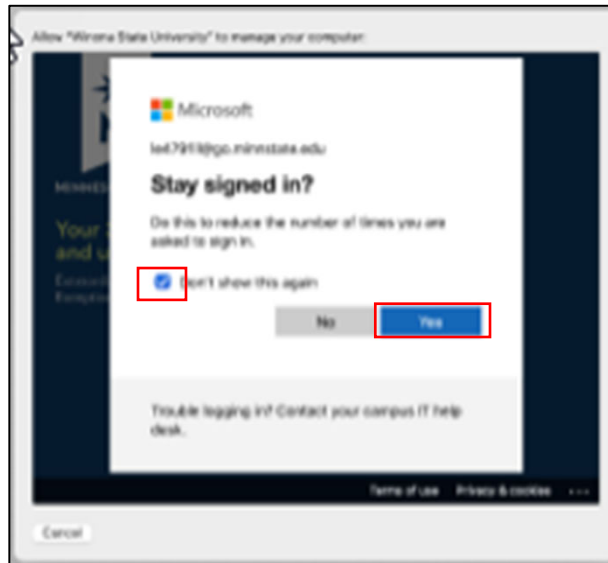 Allow "Winona State University" to manage your computer:
Microsoft
Stay signed in?
Do this to reduce the number of times you are
asked to sign in.
Don't show this again
No
Yes
Trouble logging in? Contact your campus IT help
desk.
Terms of use Privacy & cookies ...
Cancel